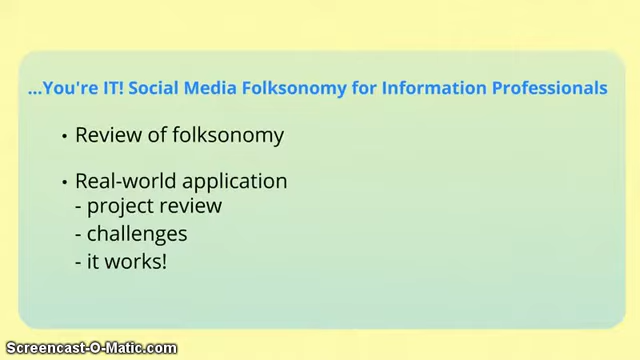 ...You're IT! Social Media Folksonomy for Information Professionals
• Review of folksonomy
• Real-world application
- project review
- challenges
- it works!
Screencast-O-Matic.com